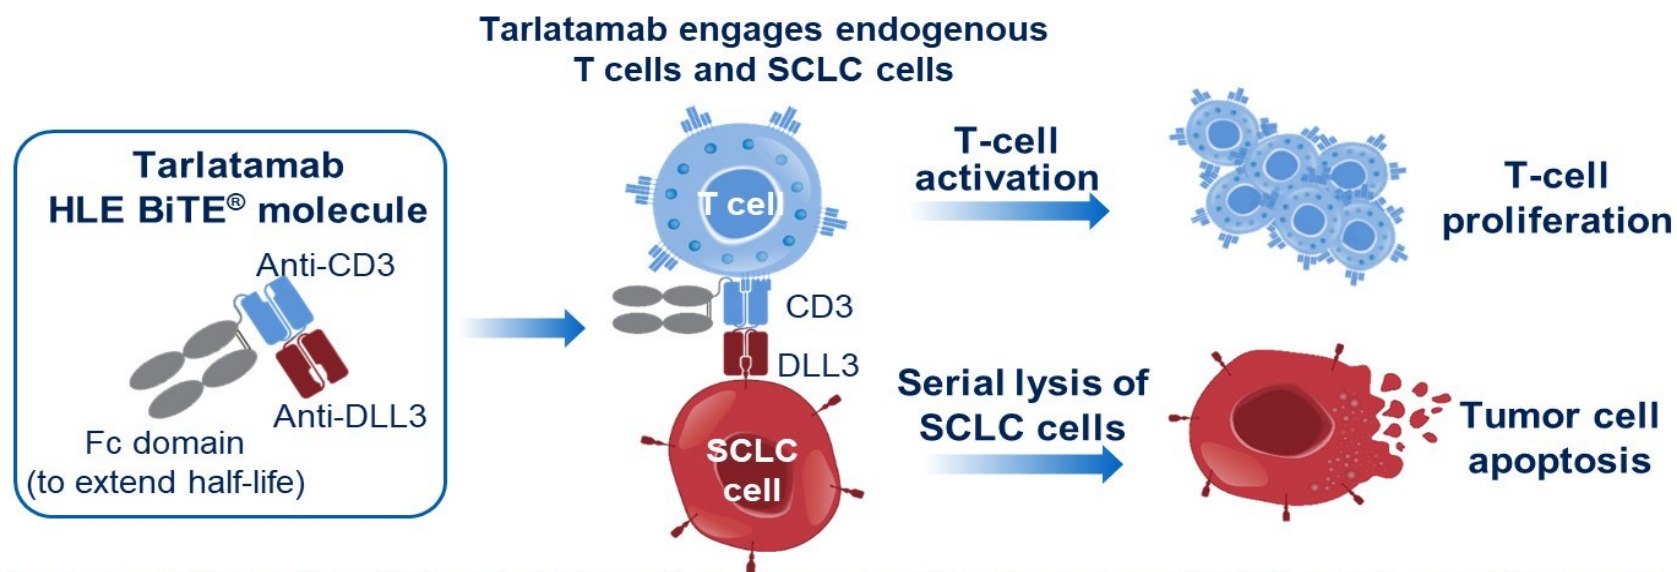 Tarlatamab engages endogenous
T cells and SCLC cells
Tarlatamab
HLE BiTE® molecule
Anti-CD3
Anti-DLL3
Fc domain
(to extend half-life)
T cell
CD3
DLL3
SCLC
cell
T-cell
activation
T-cell
proliferation
Serial lysis of
SCLC cells
Tumor cell
apoptosis